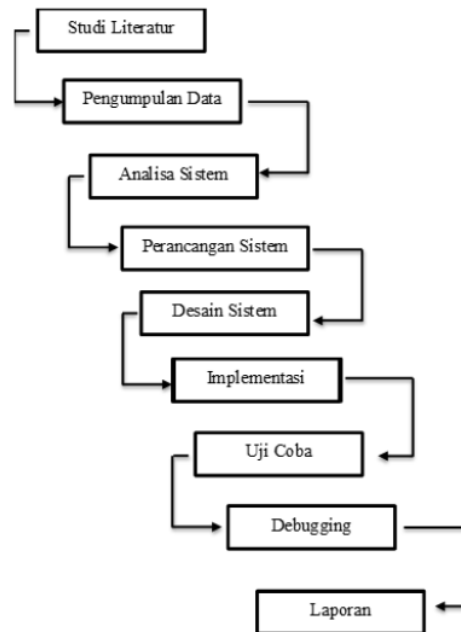 Studi Literatur
Pengumpulan Data
Analisa Sistem
Perancangan Sistem
Desain Sistem
Implementasi
Uji Coba
Debugging
Laporan